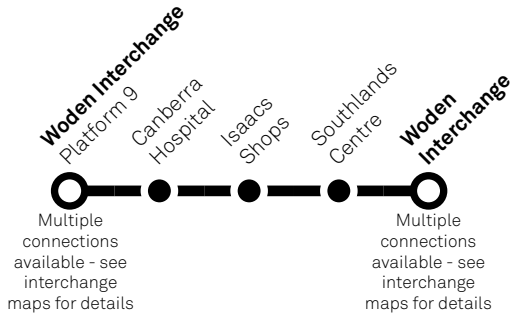 Woden Interchange
Platform 9
Canberra
Hospital
Isaacs
Shops
Southlands
Centre
Woden
Interchange
Multiple
connections
available - see
interchange
maps for details
Multiple
connections
available - see
interchange
maps for details